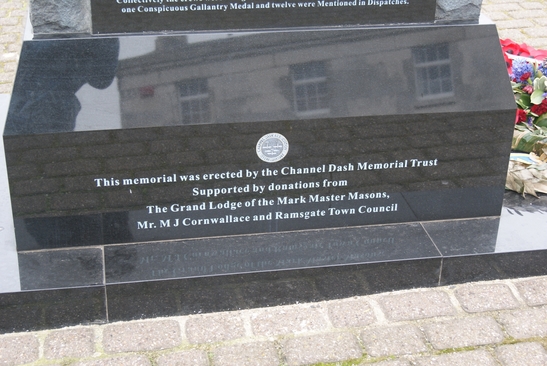 one Conspicuous Gallantry Medal and twelve were Mentioned in Dispatches.
This memorial was erected by the Channel Dash Memorial Trust
Supported by donations from
The Grand Lodge of the Mark Master Masons,
Mr. M J Cornwallace and Ramsgate Town Council